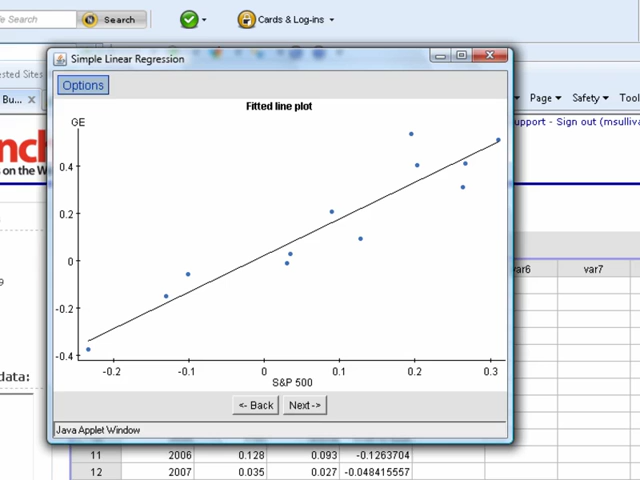 e Search
Search
Cards & Log-ins
ested Sites
Bu...
Page
Safety
Tool
Simple Linear Regression
Options
Fitted line plot
GE
0.4
0.2
0
-0.2
-0.4
-0.2
-0.1
0
0.1
0.2
0.3
S&P 500
<- Back
Next ->
Java Applet Window
upport - Sign out (msulliva
nch
s on the W
9
data:
var6
var7
11 2006 0.128 0.093 -0.1263704
12 2007 0.035 0.027 -0.048415557